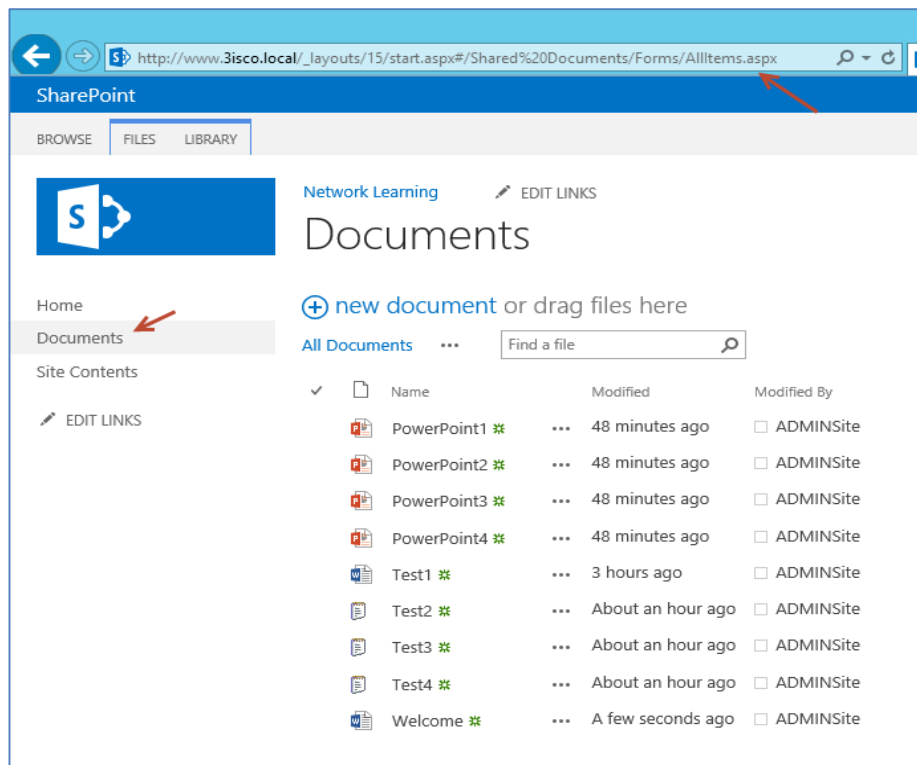 http://www.3isco.local/_layouts/15/start.aspx#/Shared%20Documents/Forms/AllItems.aspx
SharePoint
BROWSE FILES LIBRARY
S
Network Learning EDIT LINKS
Documents
Home
Documents
Site Contents
EDIT LINKS
new document or drag files here
All Documents ••• Find a file
Name Modified Modified By
PowerPoint1 ••• 48 minutes ago ADMINSite
PowerPoint2 ••• 48 minutes ago ADMINSite
PowerPoint3 ••• 48 minutes ago ADMINSite
PowerPoint4 ••• 48 minutes ago ADMINSite
Test1 ••• 3 hours ago ADMINSite
Test2 ••• About an hour ago ADMINSite
Test3 ••• About an hour ago ADMINSite
Test4 ••• About an hour ago ADMINSite
Welcome ••• A few seconds ago ADMINSite